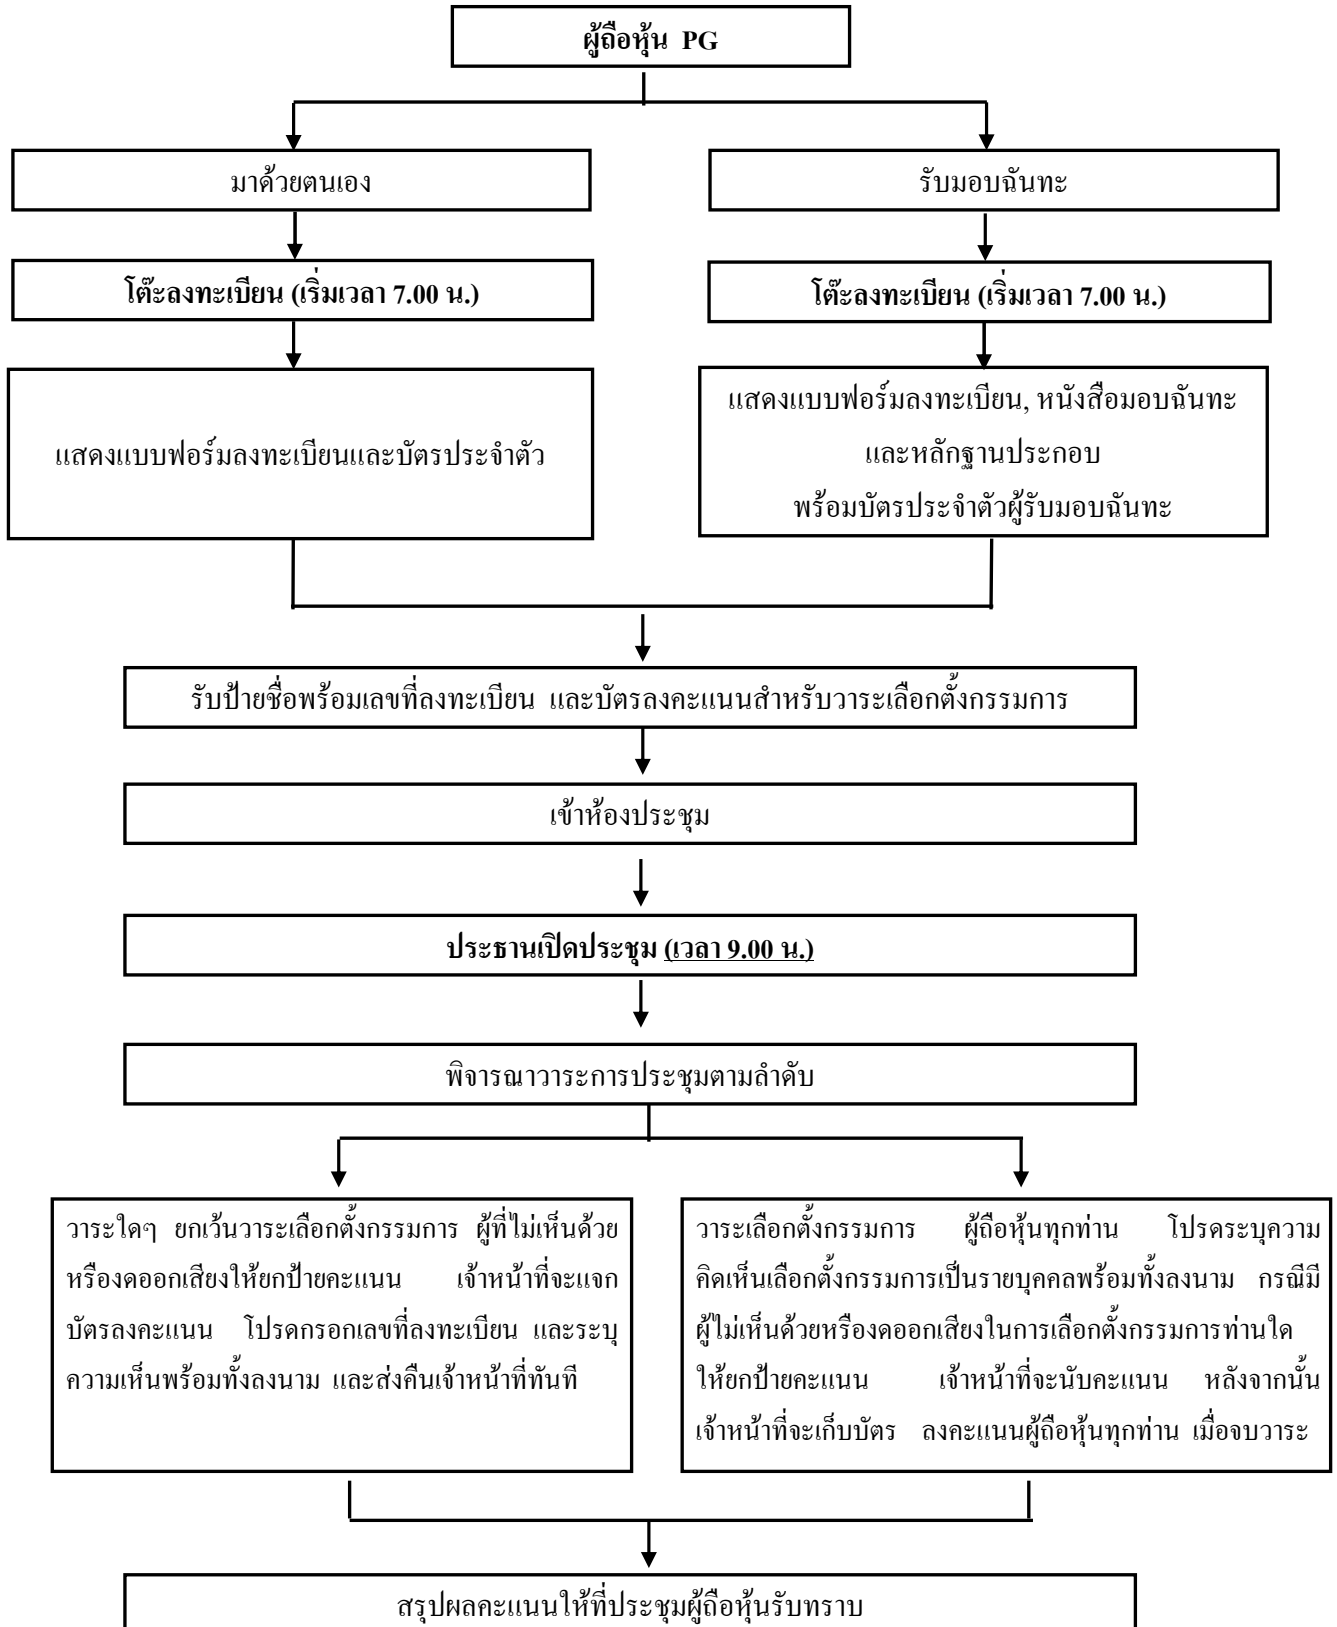 ผู้ถือหุ้น PG
มาด้วยตนเอง
รับมอบฉันทะ
โต๊ะลงทะเบียน (เริ่มเวลา 7.00 น.)
โต๊ะลงทะเบียน (เริ่มเวลา 7.00 น.)
แสดงแบบฟอร์มลงทะเบียนและบัตรประจำตัว
แสดงแบบฟอร์มลงทะเบียน, หนังสือมอบฉันทะ
และหลักฐานประกอบ
พร้อมบัตรประจำตัวผู้รับมอบฉันทะ
รับป้ายชื่อพร้อมเลขที่ลงทะเบียน และบัตรลงคะแนนสำหรับวาระเลือกตั้งกรรมการ
เข้าห้องประชุม
ประธานเปิดประชุม (เวลา 9.00 น.)
พิจารณาวาระการประชุมตามลำดับ
วาระใดๆ ยกเว้นวาระเลือกตั้งกรรมการ ผู้ที่ไม่เห็นด้วย
หรืองดออกเสียงให้ยกป้ายคะแนน เจ้าหน้าที่จะแจก
บัตรลงคะแนน โปรดกรอกเลขที่ลงทะเบียน และระบุ
ความเห็นพร้อมทั้งลงนาม และส่งคืนเจ้าหน้าที่ทันที
วาระเลือกตั้งกรรมการ ผู้ถือหุ้นทุกท่าน โปรดระบุความ
คิดเห็นเลือกตั้งกรรมการเป็นรายบุคคลพร้อมทั้งลงนาม กรณีมี
ผู้ไม่เห็นด้วยหรืองดออกเสียงในการเลือกตั้งกรรมการท่านใด
ให้ยกป้ายคะแนน เจ้าหน้าที่จะนับคะแนน หลังจากนั้น
เจ้าหน้าที่จะเก็บบัตร ลงคะแนนผู้ถือหุ้นทุกท่าน เมื่อจบวาระ
สรุปผลคะแนนให้ที่ประชุมผู้ถือหุ้นรับทราบ